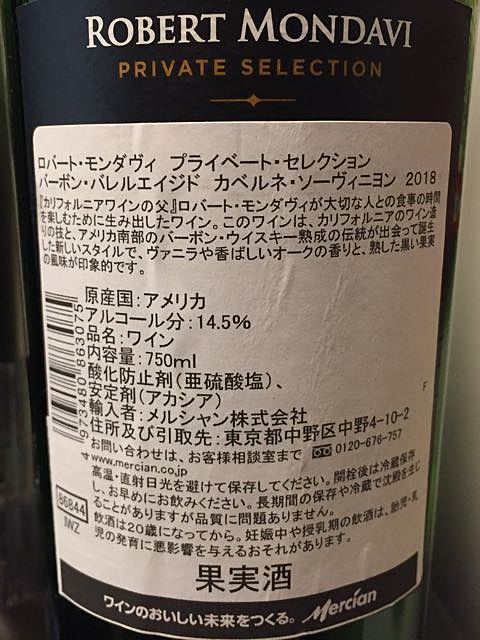 ROBERT MONDAVI
PRIVATE SELECTION
ロバート・モンダヴィ プライベート・セレクション
バーボン・バレルエイジド カベルネ・ソーヴィニヨン 2018
『カリフォルニアワインの父』ロバート・モンダヴィが大切な人との食事の時間
を楽しむために生み出したワイン。このワインは、カリフォルニアのワイン造
りの技と、アメリカ南部のバーボン・ウイスキー熟成の伝統が出会って誕生
した新しいスタイルで、ヴァニラや香ばしいオークの香りと、熟した黒い果実
の風味が印象的です。
原産国:アメリカ
アルコール分:14.5%
品名:ワイン
内容量:750ml
酸化防止剤(亜硫酸塩)、
安定剤(アカシア)
輸入者:メルシャン株式会社
住所及び引取先:東京都中野区中野4-10-2
お問い合わせは、お客様相談室まで 0120-676-757
www.mercian.co.jp
高温・直射日光を避けて保存してください。開栓後は冷蔵保存
し、お早めにお飲みください。長期間の保存や冷蔵で沈殿を生じ
ることがありますが品質に問題ありません。
飲酒は20歳になってから。妊娠中や授乳期の飲酒は、胎児・乳
児の発育に悪影響を与えるおそれがあります。
4 973480 863075
F
86844
IWZ
果実酒
ワインのおいしい未来をつくる。 Mercian